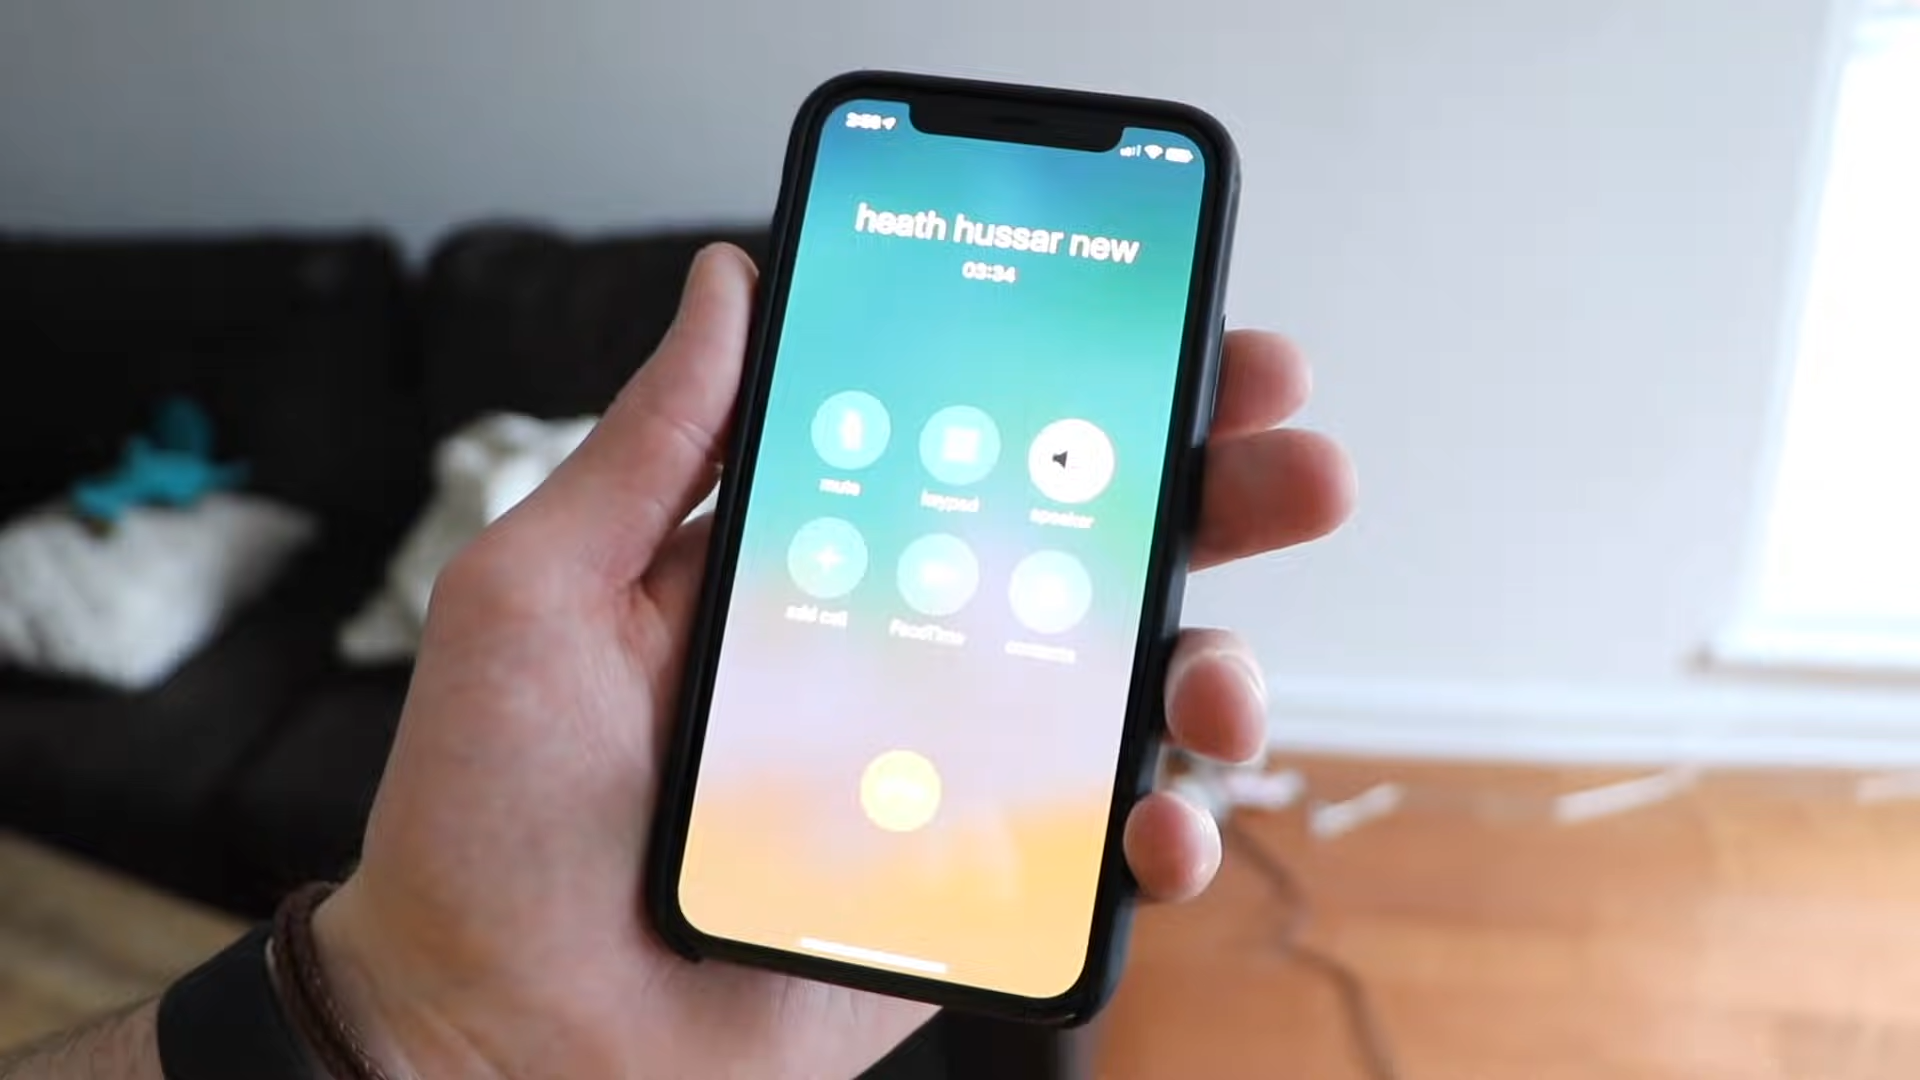 heath hussar new
03:34
mute
keypad
speaker
add call
FaceTime
contacts